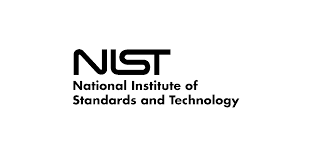 NIST
National Institute of
Standards and Technology